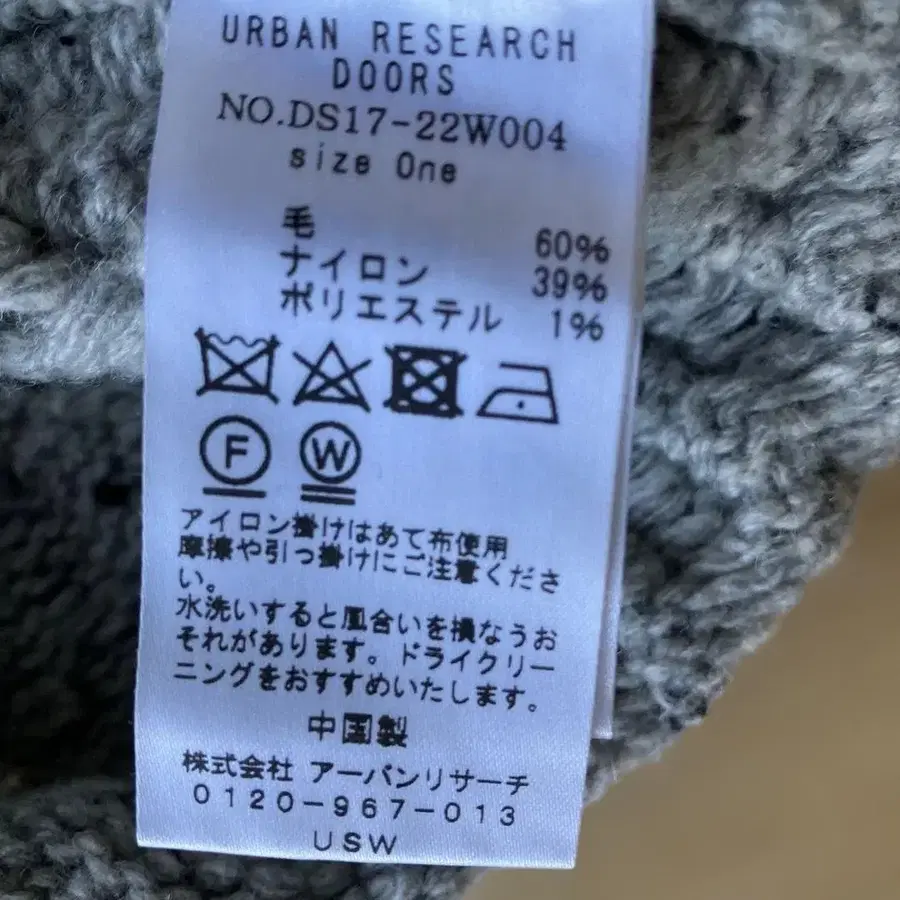 URBAN RESEARCH
DOORS
NO.DS17-22W004
size One
毛 60%
ナイロン 39%
ポリエステル 1%
F W
アイロン掛けはあて布使用
摩擦や引っ掛けにご注意くださ
い。
水洗いすると風合いを損なうお
それがあります。ドライクリー
ニングをおすすめいたします。
中国製
株式会社 アーバンリサーチ
0120-967-013
USW